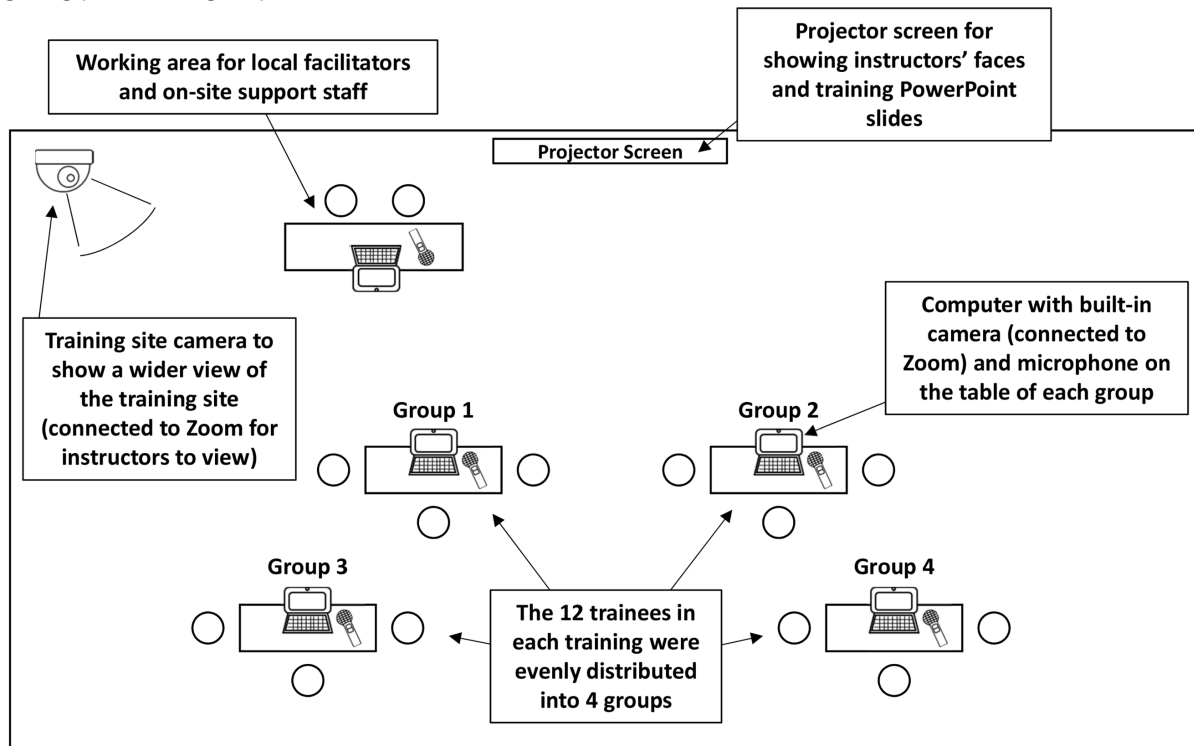 Working area for local facilitators
and on-site support staff
Projector screen for
showing instructors' faces
and training PowerPoint
slides
Projector Screen
Training site camera to
show a wider view of
the training site
(connected to Zoom for
instructors to view)
Computer with built-in
camera (connected to
Zoom) and microphone on
the table of each group
Group 1
Group 2
Group 3
Group 4
The 12 trainees in
each training were
evenly distributed
into 4 groups